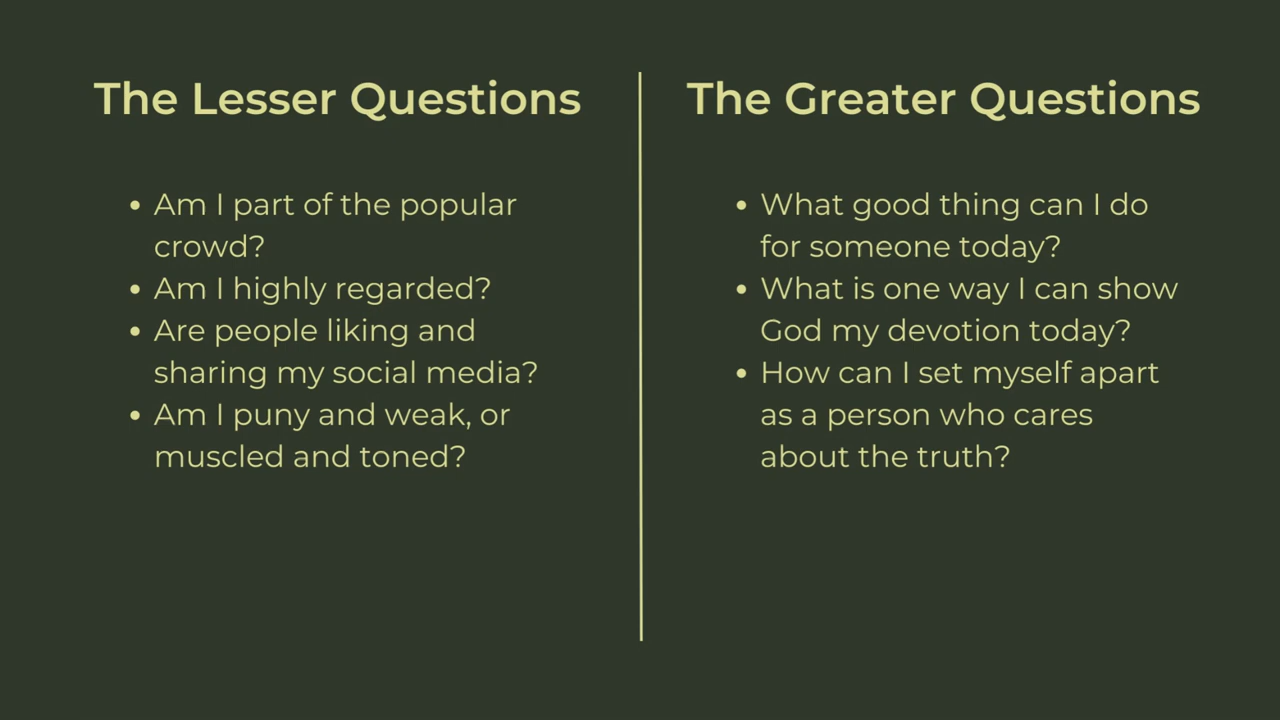 The Lesser Questions
• Am I part of the popular
crowd?
• Am I highly regarded?
• Are people liking and
sharing my social media?
• Am I puny and weak, or
muscled and toned?
The Greater Questions
• What good thing can I do
for someone today?
• What is one way I can show
God my devotion today?
• How can I set myself apart
as a person who cares
about the truth?